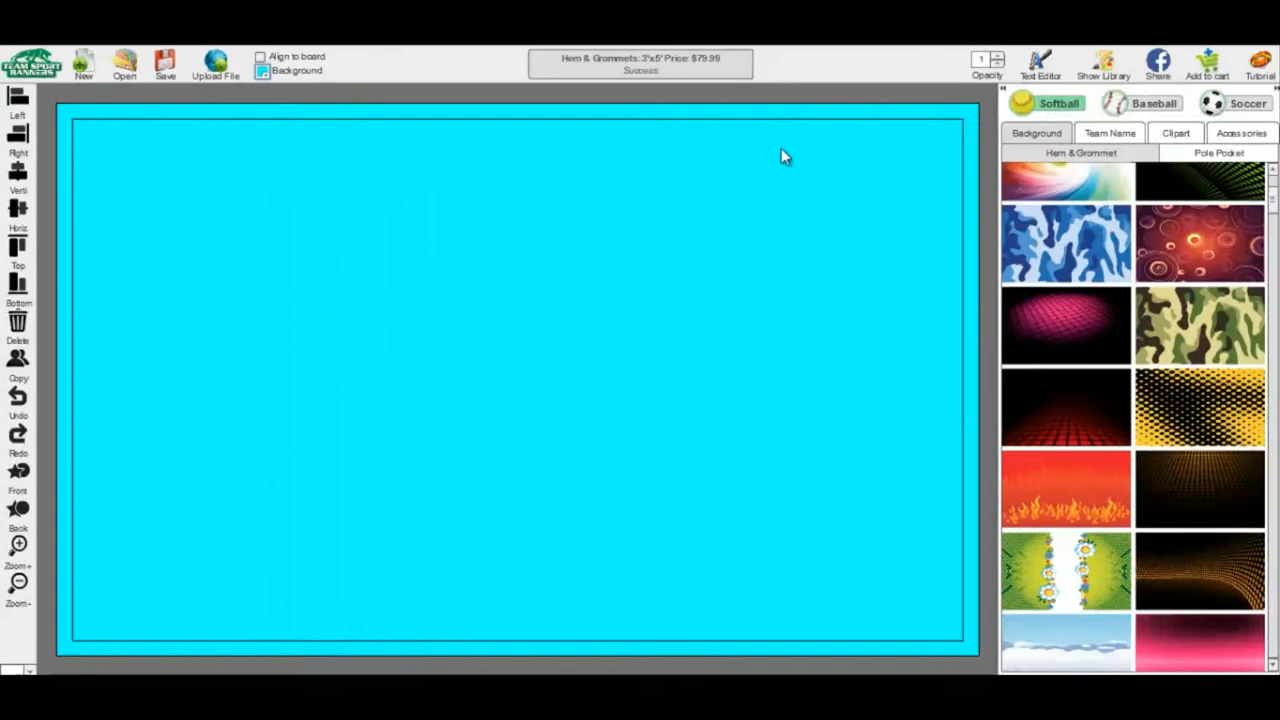 TEAM SPORT
BANNERS
New
Open
Save
Upload File
Align to board
Background
Hem & Grommets: 3'x5' Price: $79.99
Success
1
Opacity
Text Editor
Show Library
Share
Add to cart
Tutorial
Left
Right
Verti
Horiz
Top
Bottom
Delete
Copy
Undo
Redo
Front
Back
Zoom+
Zoom-
Softball
Baseball
Soccer
Background
Team Name
Clipart
Accessories
Hem & Grommet
Pole Pocket